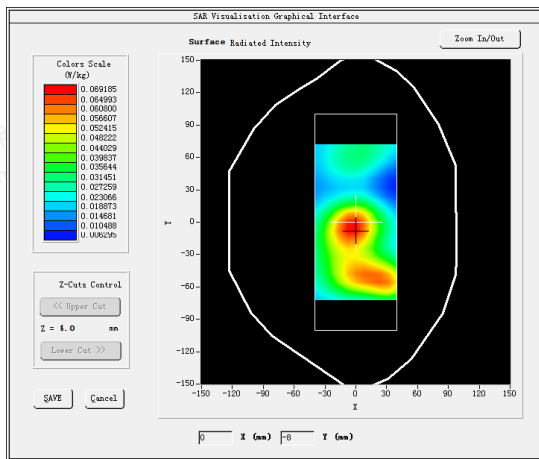 SAR Visualization Graphical Interface
Surface Radiated Intensity
Zoom In/Out
Colors Scale
(W/kg)
0.069185
0.064993
0.060800
0.056607
0.052415
0.048222
0.044029
0.039837
0.035644
0.031451
0.027259
0.023066
0.018873
0.014681
0.010488
0.006295
Z-Cuts Control
<< Upper Cut
Z = 4.0 mm
Lower Cut >>
SAVE Cancel
150
120
90
60
30
0
-30
-60
-90
-120
-150
Y
-150 -120 -90 -60 -30 0 30 60 90 120 150
X
0 X (mm) -8 Y (mm)